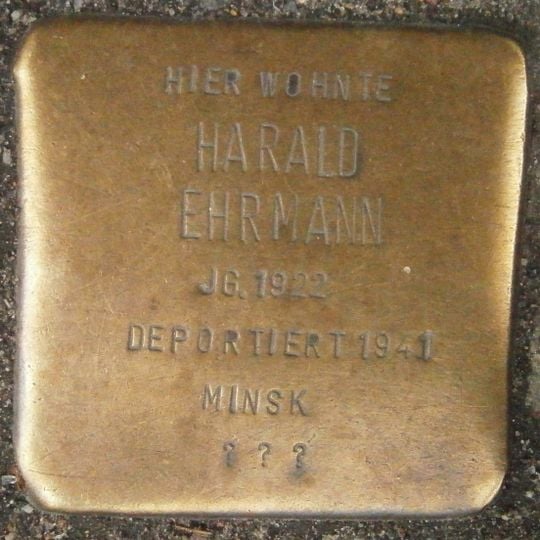 HIER WOHNTE
HARALD
EHRMANN
JG. 1922
DEPORTIERT 1941
MINSK
? ? ?